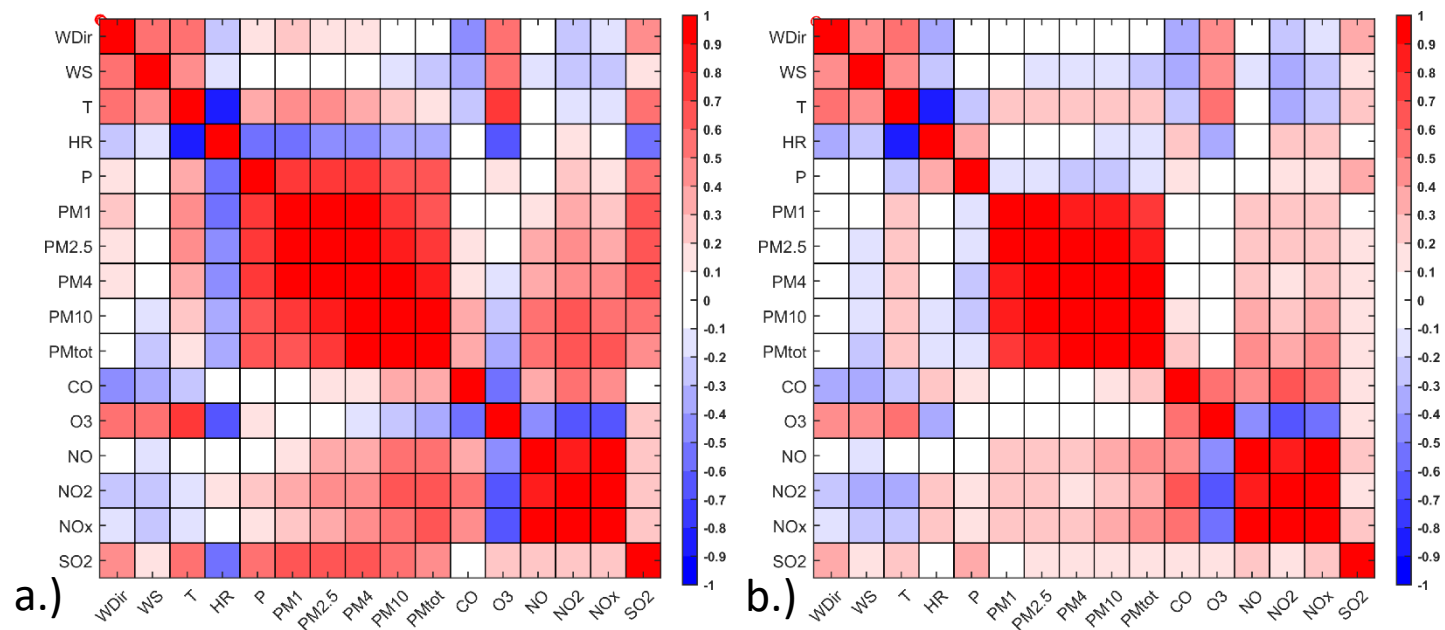 WDir
WS
T
HR
P
PM1
PM2.5
PM4
PM10
PMtot
CO
O3
NO
NO2
NOx
SO2
WDir WS T HR P PM1 PM2.5 PM4 PM10 PMtot CO O3 NO NO2 NOx SO2
1
0.9
0.8
0.7
0.6
0.5
0.4
0.3
0.2
0.1
0
-0.1
-0.2
-0.3
-0.4
-0.5
-0.6
-0.7
-0.8
-0.9
-1
a.)
WDir
WS
T
HR
P
PM1
PM2.5
PM4
PM10
PMtot
CO
O3
NO
NO2
NOx
SO2
WDir WS T HR P PM1 PM2.5 PM4 PM10 PMtot CO O3 NO NO2 NOx SO2
1
0.9
0.8
0.7
0.6
0.5
0.4
0.3
0.2
0.1
0
-0.1
-0.2
-0.3
-0.4
-0.5
-0.6
-0.7
-0.8
-0.9
-1
b.)